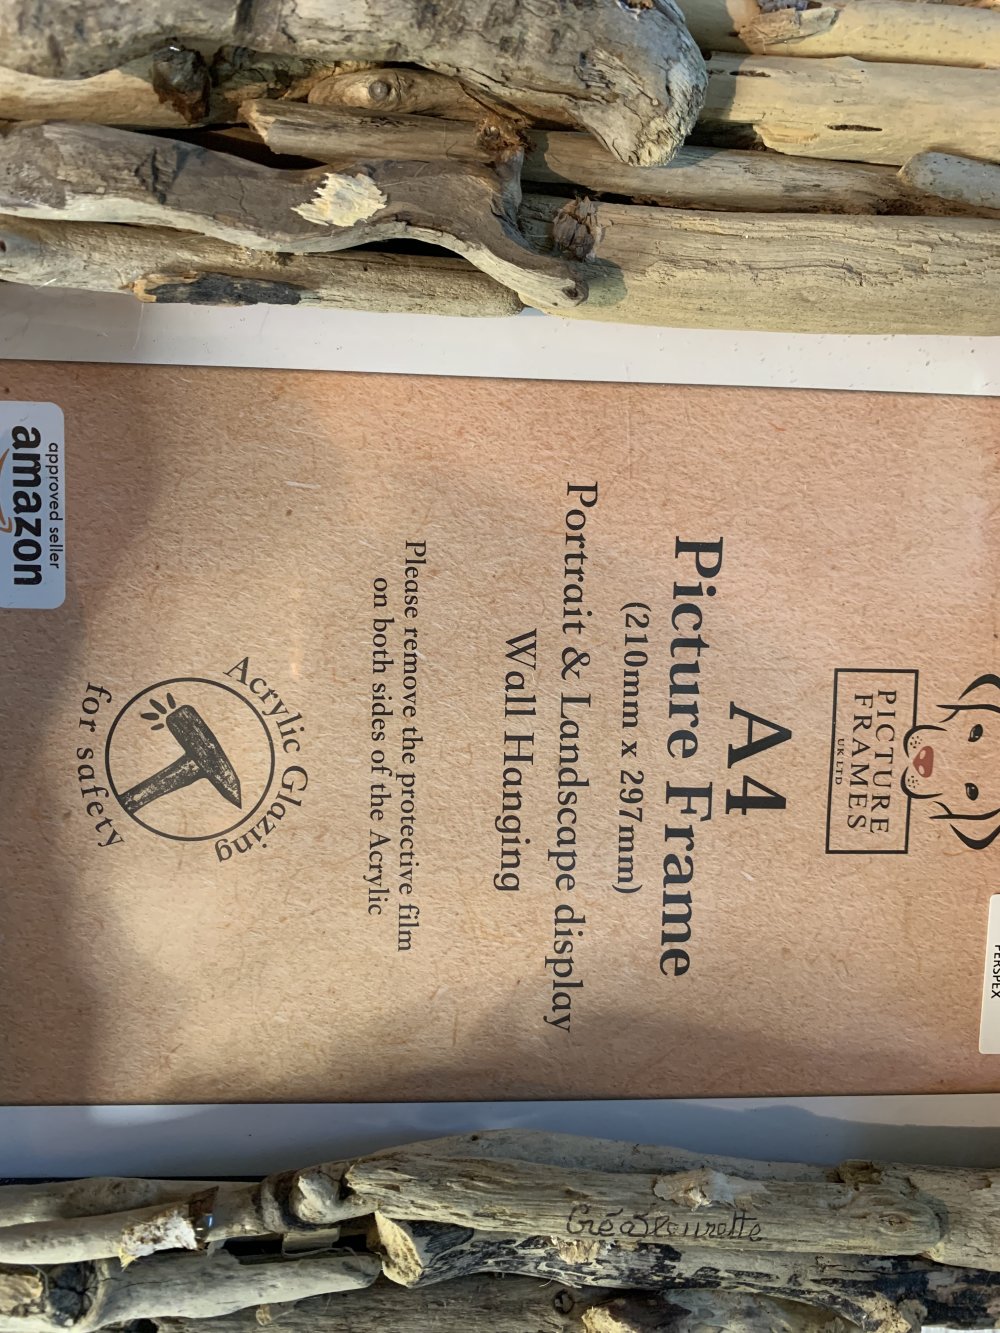 PICTURE
FRAMES
UK LTD
PERSPEX
A4
Picture Frame
(210mm x 297mm)
Portrait & Landscape display
Wall Hanging
Please remove the protective film
on both sides of the Acrylic
Acrylic Glazing
for safety
approved seller
amazon